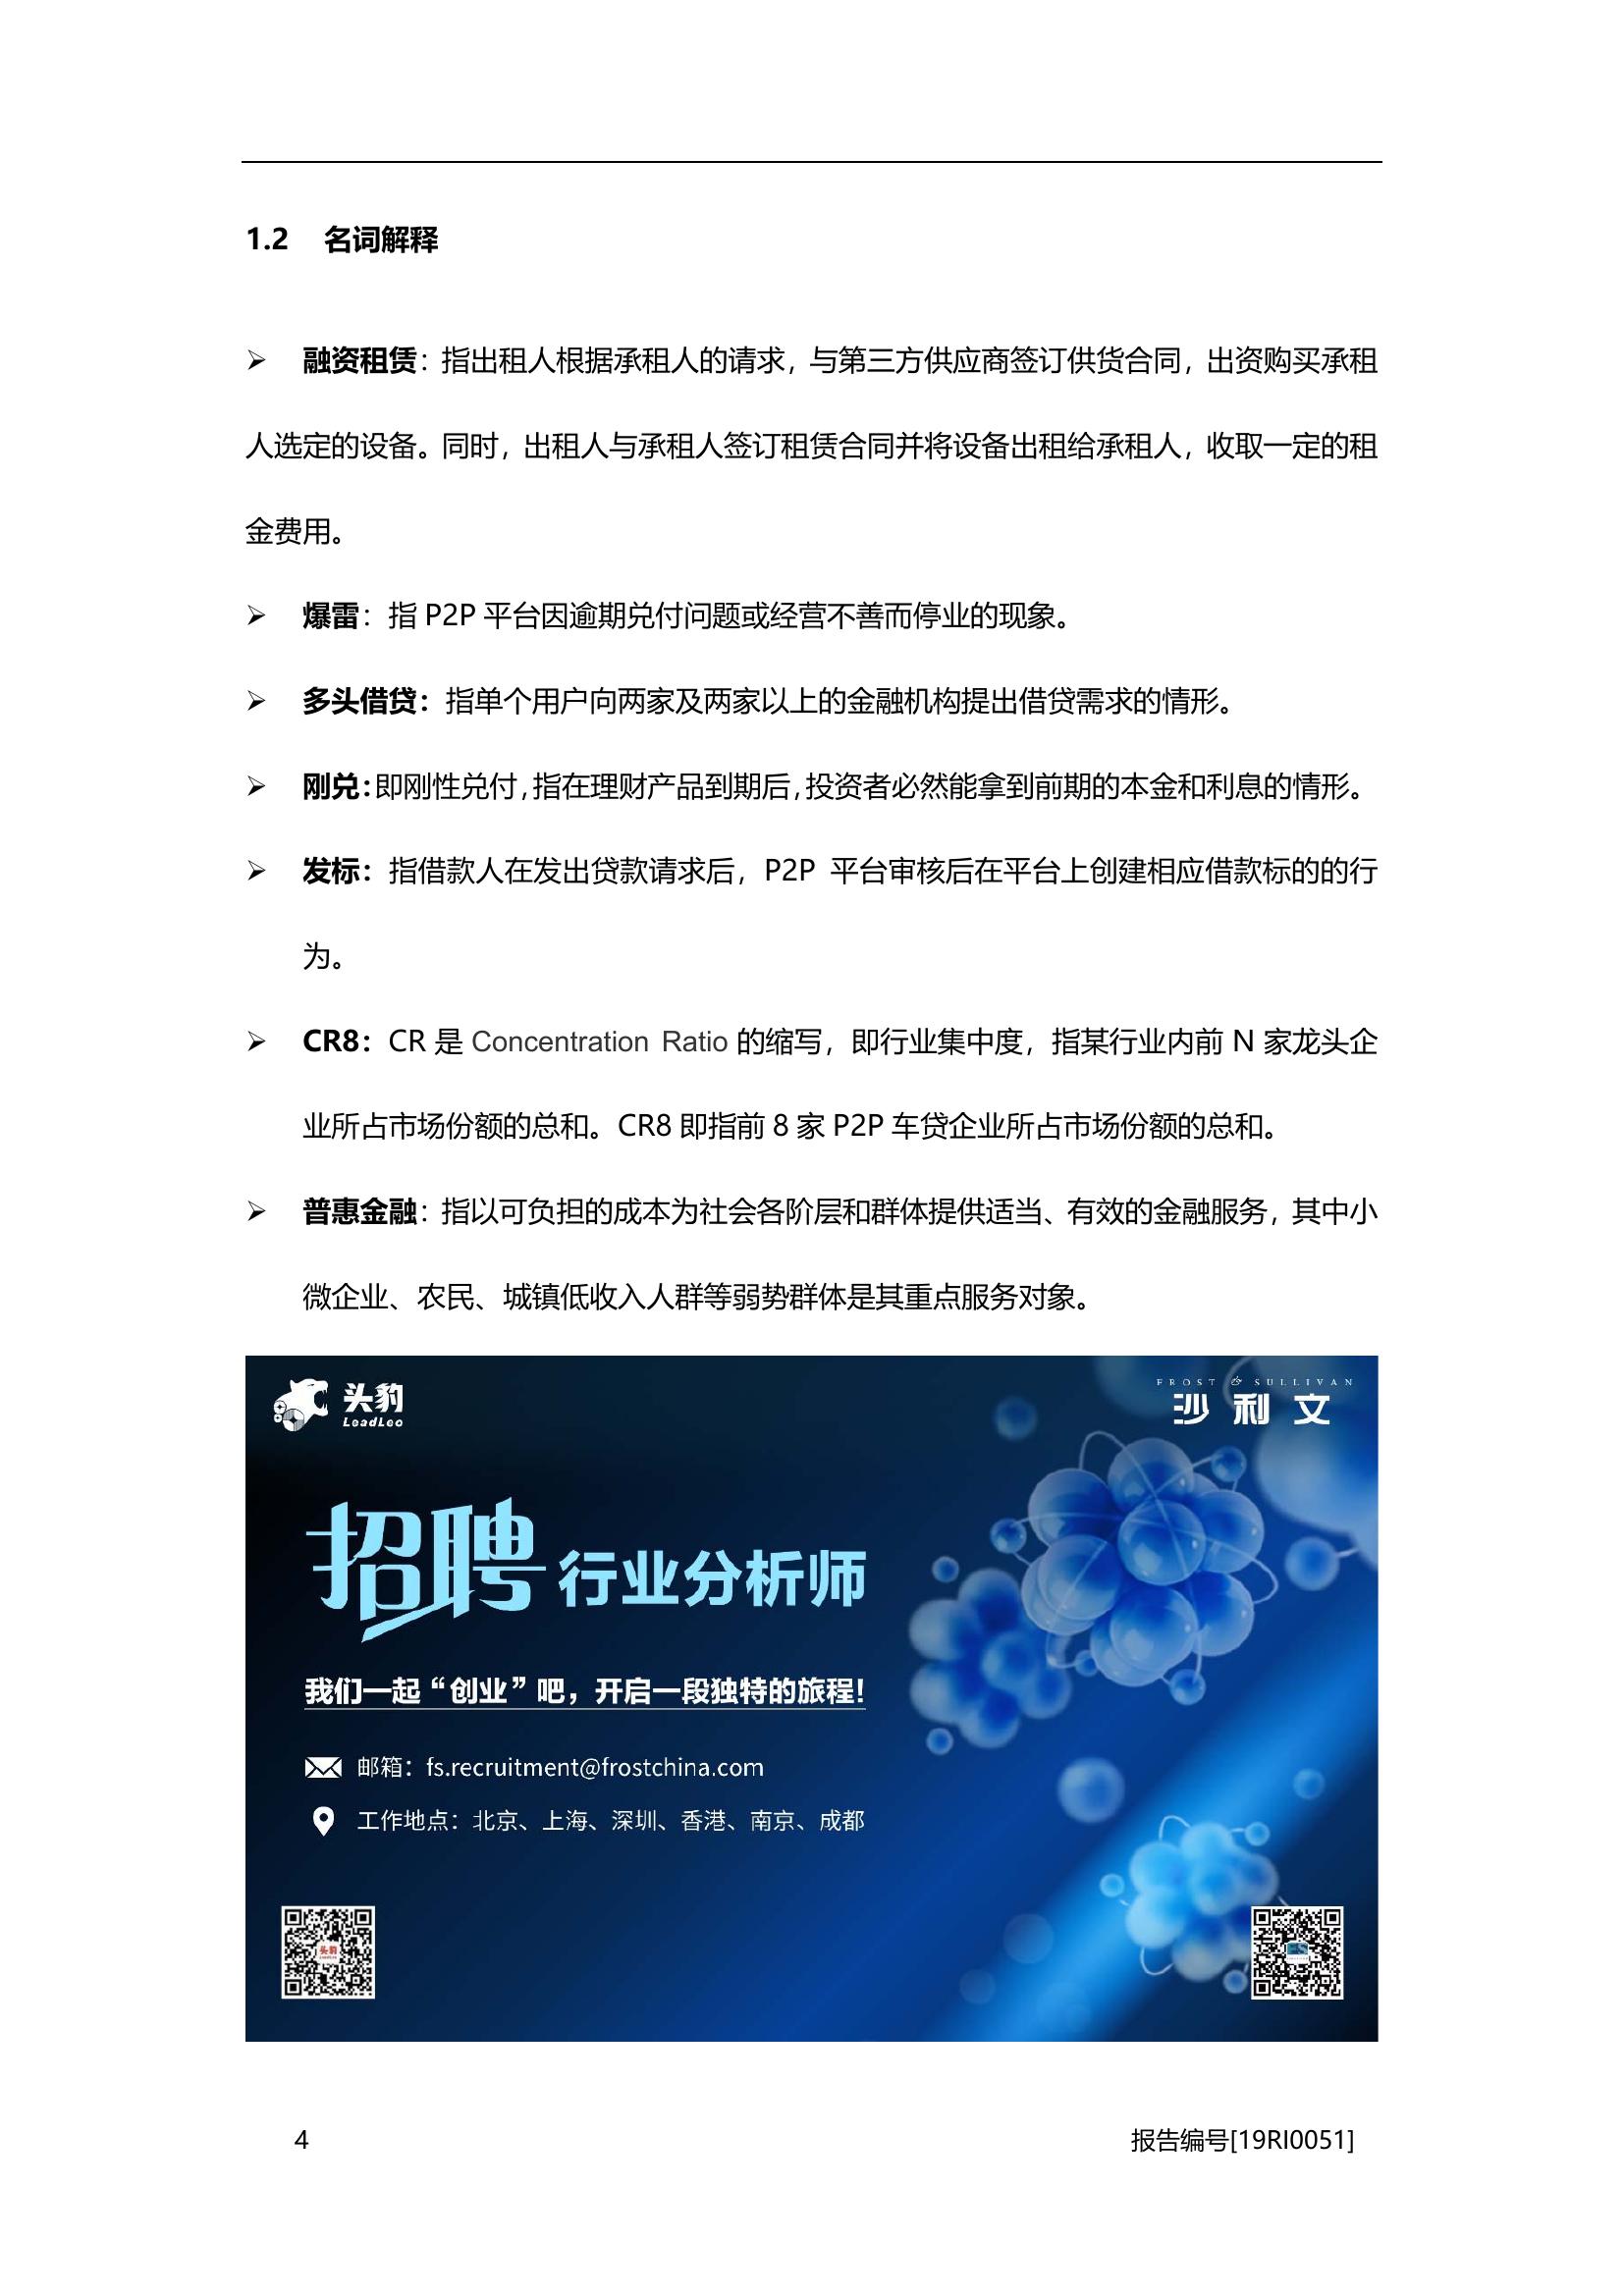 1.2 名词解释
➢ 融资租赁：指出租人根据承租人的请求，与第三方供应商签订供货合同，出资购买承租
人选定的设备。同时，出租人与承租人签订租赁合同并将设备出租给承租人，收取一定的租
金费用。
➢ 爆雷：指 P2P 平台因逾期兑付问题或经营不善而停业的现象。
➢ 多头借贷：指单个用户向两家及两家以上的金融机构提出借贷需求的情形。
➢ 刚兑：即刚性兑付，指在理财产品到期后，投资者必然能拿到前期的本金和利息的情形。
➢ 发标：指借款人在发出贷款请求后，P2P 平台审核后在平台上创建相应借款标的的行
为。
➢ CR8：CR 是 Concentration Ratio 的缩写，即行业集中度，指某行业内前 N 家龙头企
业所占市场份额的总和。CR8 即指前 8 家 P2P 车贷企业所占市场份额的总和。
➢ 普惠金融：指以可负担的成本为社会各阶层和群体提供适当、有效的金融服务，其中小
微企业、农民、城镇低收入人群等弱势群体是其重点服务对象。
头豹
LeadLeo
FROST & SULLIVAN
沙利文
招聘行业分析师
我们一起“创业”吧，开启一段独特的旅程！
邮箱：fs.recruitment@frostchina.com
工作地点：北京、上海、深圳、香港、南京、成都
头豹
4 报告编号[19RI0051]